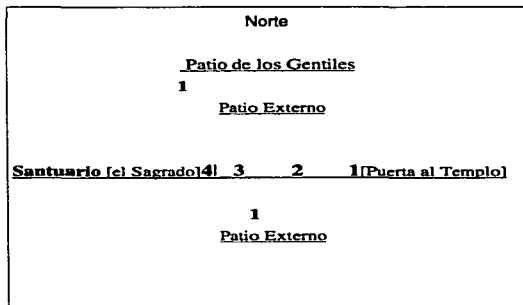 Norte
Patio de los Gentiles
1
Patio Externo
Santuario [el Sagrado]4| 3 2 1[Puerta al Templo]
1
Patio Externo